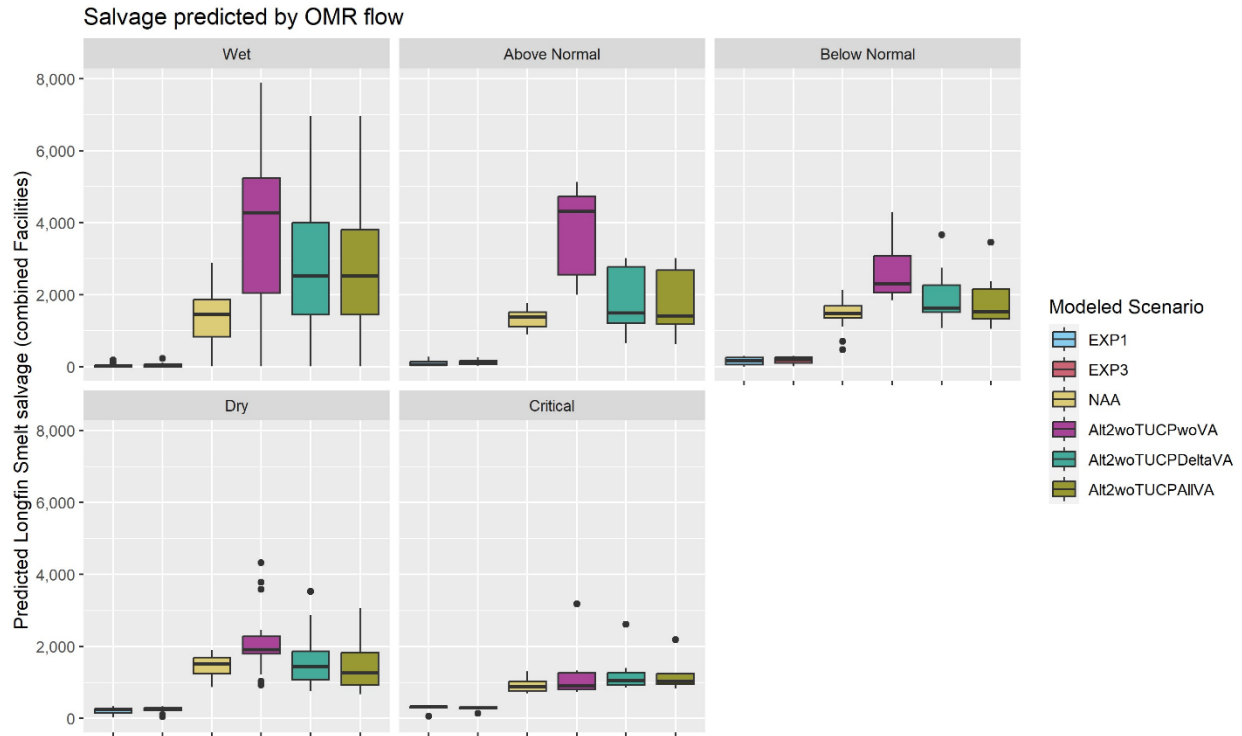 Salvage predicted by OMR flow
Predicted Longfin Smelt salvage (combined Facilities)
Wet
Above Normal
Below Normal
8,000
6,000
4,000
2,000
0
Dry
Critical
8,000
6,000
4,000
2,000
0
Modeled Scenario
EXP1
EXP3
NAA
Alt2woTUCPwoVA
Alt2woTUCPDeltaVA
Alt2woTUCPAllVA